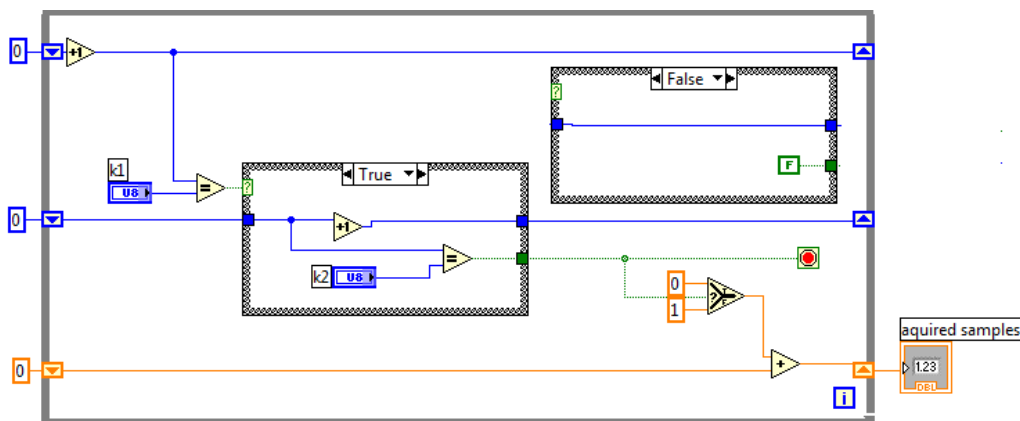 0
+1
False
F
k1
U8
=
?
True
?
0
+1
k2
U8
=
0
?
T
F
1
0
+
i
aquired samples
1.23
DBL